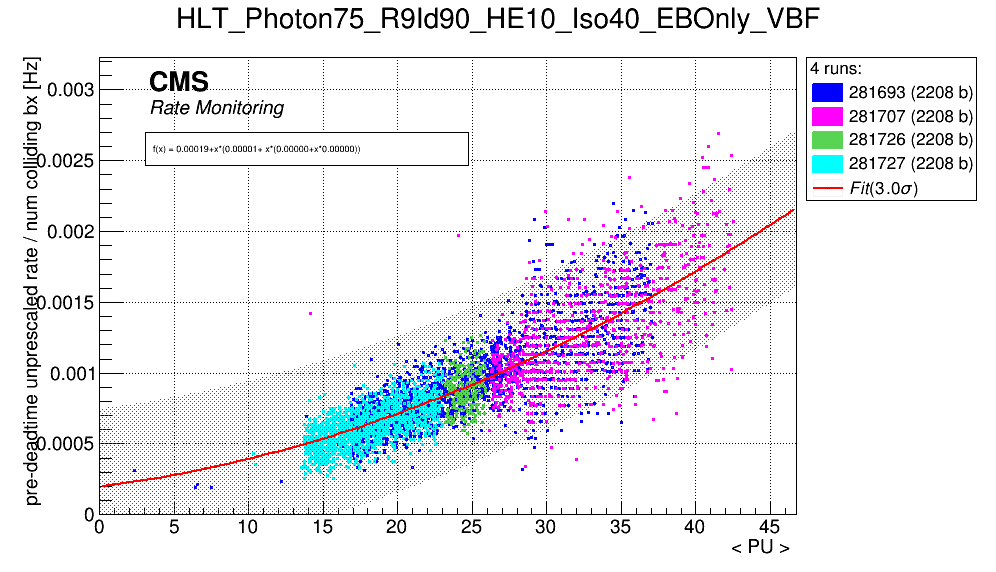 HLT_Photon75_R9Id90_HE10_Iso40_EBOnly_VBF
pre-deadtime unprescaled rate / num colliding bx [Hz]
CMS
Rate Monitoring
f(x) = 0.00019+x*(0.00001+ x*(0.00000+x*0.00000))
0.003
0.0025
0.002
0.0015
0.001
0.0005
0
0 5 10 15 20 25 30 35 40 45
< PU >
4 runs:
281693 (2208 b)
281707 (2208 b)
281726 (2208 b)
281727 (2208 b)
Fit(3.0σ)